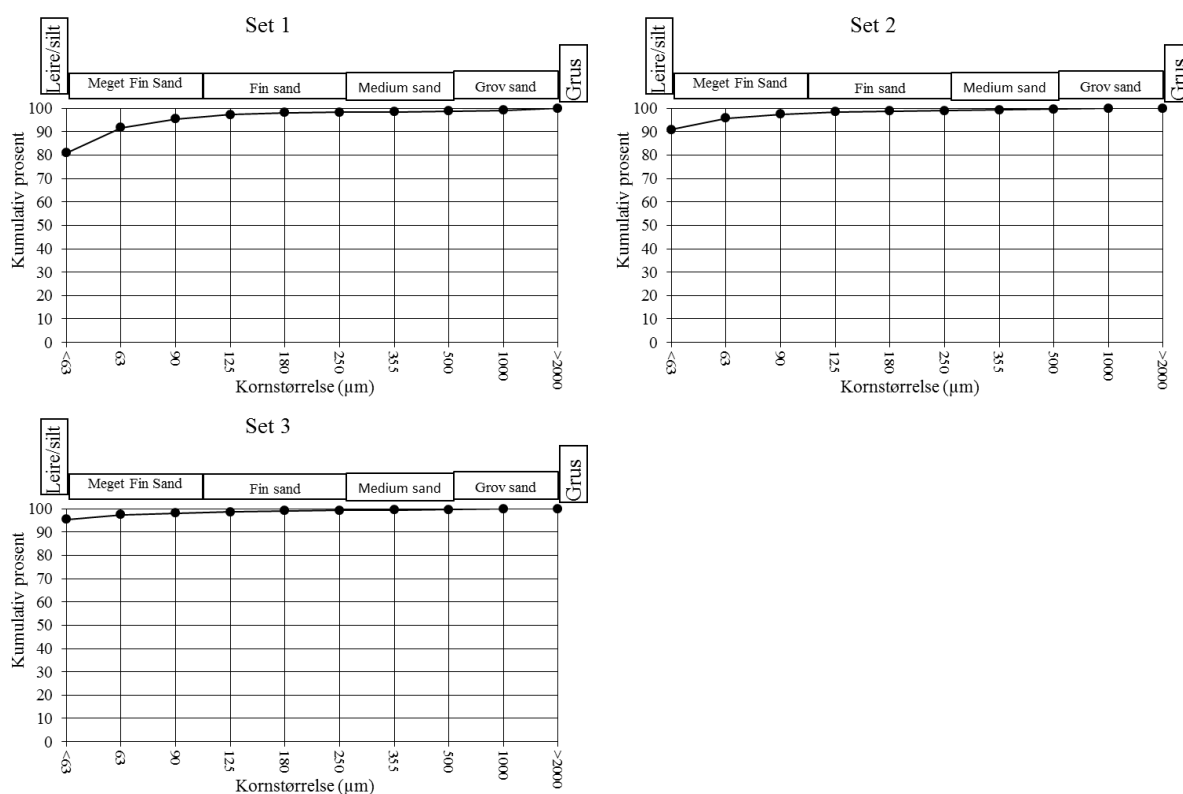 Set 1
Leire/silt
Meget Fin Sand
Fin sand
Medium sand
Grov sand
Grus
Kumulativ prosent
100
90
80
70
60
50
40
30
20
10
0
<63
63
90
125
180
250
355
500
1000
>2000
Kornstørrelse (µm)
Set 2
Leire/silt
Meget Fin Sand
Fin sand
Medium sand
Grov sand
Grus
Kumulativ prosent
100
90
80
70
60
50
40
30
20
10
0
<63
63
90
125
180
250
355
500
1000
>2000
Kornstørrelse (µm)
Set 3
Leire/silt
Meget Fin Sand
Fin sand
Medium sand
Grov sand
Grus
Kumulativ prosent
100
90
80
70
60
50
40
30
20
10
0
<63
63
90
125
180
250
355
500
1000
>2000
Kornstørrelse (µm)